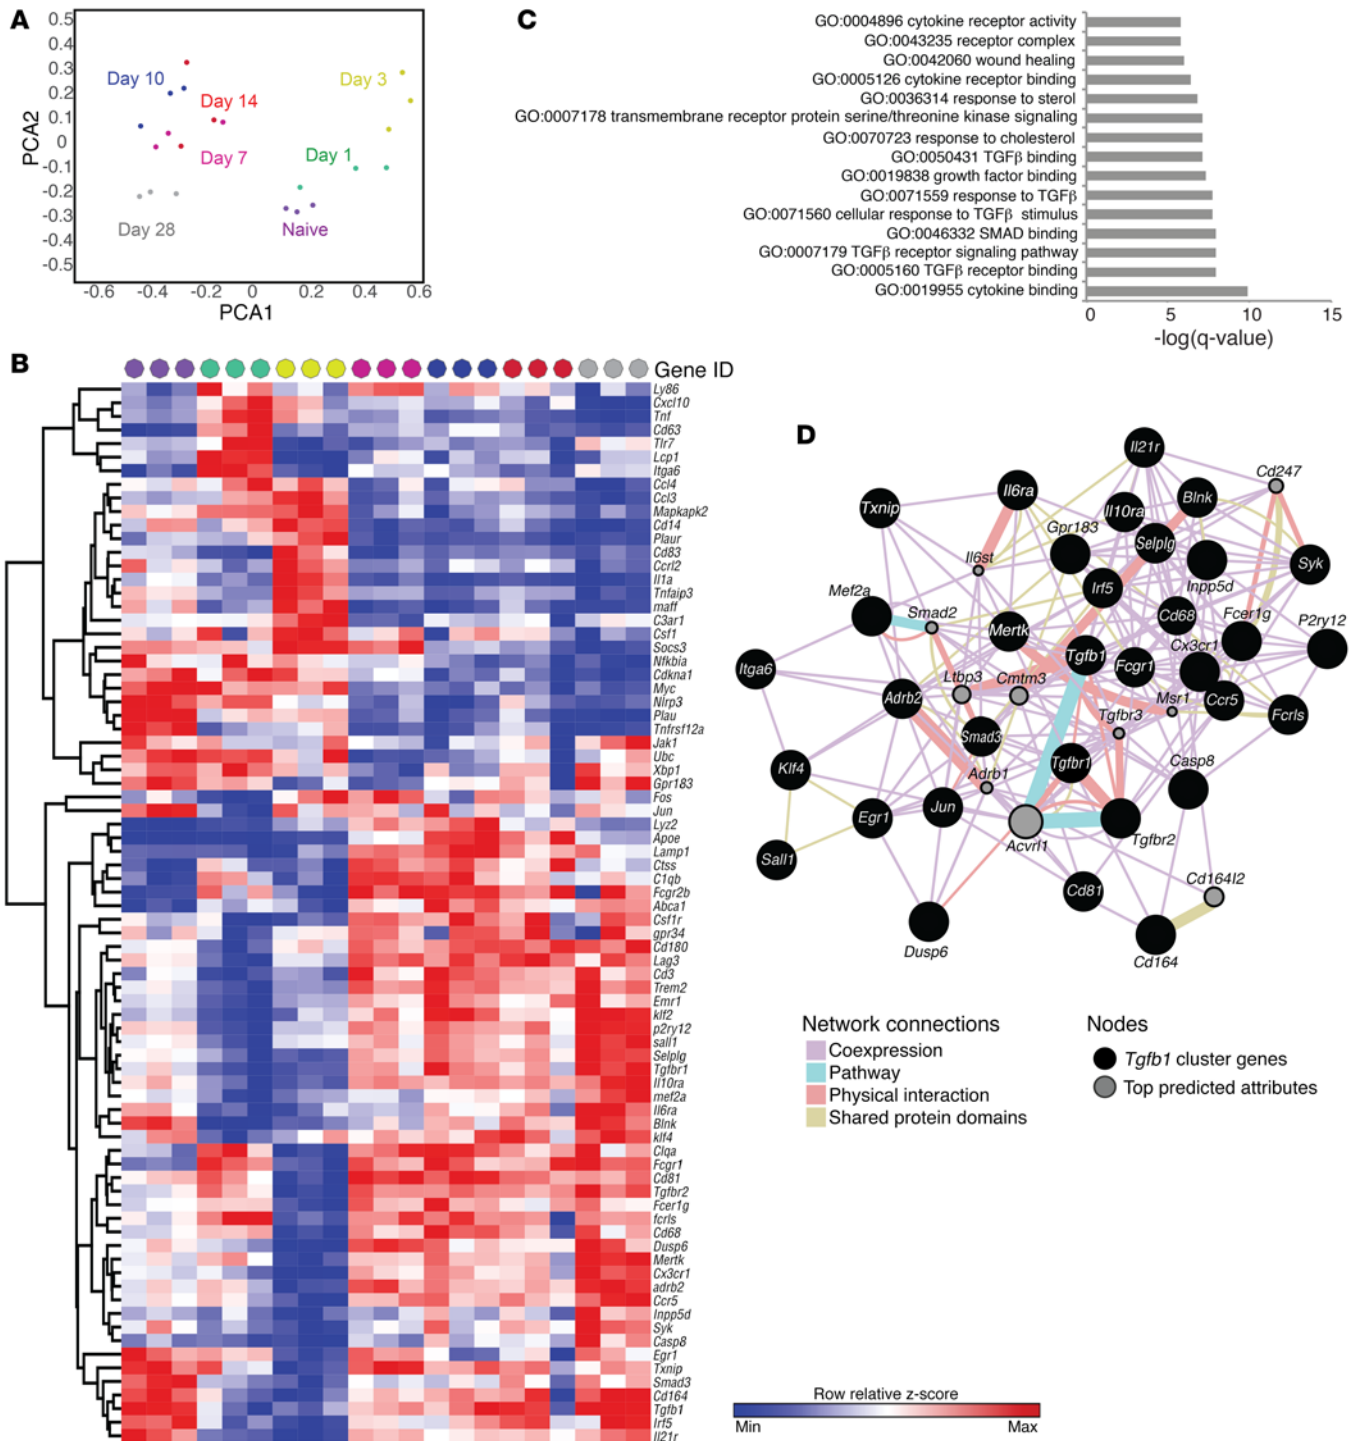 A
0.5
0.4
0.3
0.2
0.1
0
-0.1
-0.2
-0.3
-0.4
-0.5
PCA2
Day 10
Day 14
Day 3
Day 7
Day 1
Day 28
Naive
-0.6 -0.4 -0.2 0 0.2 0.4 0.6
PCA1
C
GO:0004896 cytokine receptor activity
GO:0043235 receptor complex
GO:0042060 wound healing
GO:0005126 cytokine receptor binding
GO:0036314 response to sterol
GO:0007178 transmembrane receptor protein serine/threonine kinase signaling
GO:0070723 response to cholesterol
GO:0050431 TGFβ binding
GO:0019838 growth factor binding
GO:0071559 response to TGFβ
GO:0071560 cellular response to TGFβ stimulus
GO:0046332 SMAD binding
GO:0007179 TGFβ receptor signaling pathway
GO:0005160 TGFβ receptor binding
GO:0019955 cytokine binding
0 5 10 15
-log(q-value)
B
Gene ID
Ly86
Cxcl10
Tnf
Cd63
Tlr7
Lcp1
Itga6
Ccl4
Ccl3
Mapkapk2
Cd14
Plaur
Cd83
Ccrl2
Il1a
Tnfaip3
maff
C3ar1
Csf1
Socs3
Nfkbia
Cdkna1
Myc
Nlrp3
Plau
Tnfrsf12a
Jak1
Ubc
Xbp1
Gpr183
Fos
Jun
Lyz2
Apoe
Lamp1
Ctss
C1qb
Fcgr2b
Abca1
Csf1r
gpr34
Cd180
Lag3
Cd3
Trem2
Emr1
klf2
p2ry12
sall1
Selplg
Tgfbr1
Il10ra
mef2a
Il6ra
Blnk
klf4
Clqa
Fcgr1
Cd81
Tgfbr2
Fcer1g
fcrls
Cd68
Dusp6
Mertk
Cx3cr1
adrb2
Ccr5
Inpp5d
Syk
Casp8
Egr1
Txnip
Smad3
Cd164
Tgfb1
Irf5
Il21r
D
Il21r
Cd247
Il6ra
Blnk
Txnip
Il10ra
Gpr183
Selplg
Il6st
Syk
Inpp5d
Irf5
Mef2a
Smad2
Cd68
Fcer1g
P2ry12
Mertk
Cx3cr1
Tgfb1
Fcgr1
Itga6
Ltbp3
Cmtm3
Adrb2
Msr1
Ccr5
Fcrls
Tgfbr3
Smad3
Tgfbr1
Casp8
Klf4
Adrb1
Jun
Egr1
Acvrl1
Tgfbr2
Sall1
Cd81
Cd164l2
Dusp6
Cd164
Network connections
Coexpression
Pathway
Physical interaction
Shared protein domains
Nodes
Tgfb1 cluster genes
Top predicted attributes
Row relative z-score
Min Max